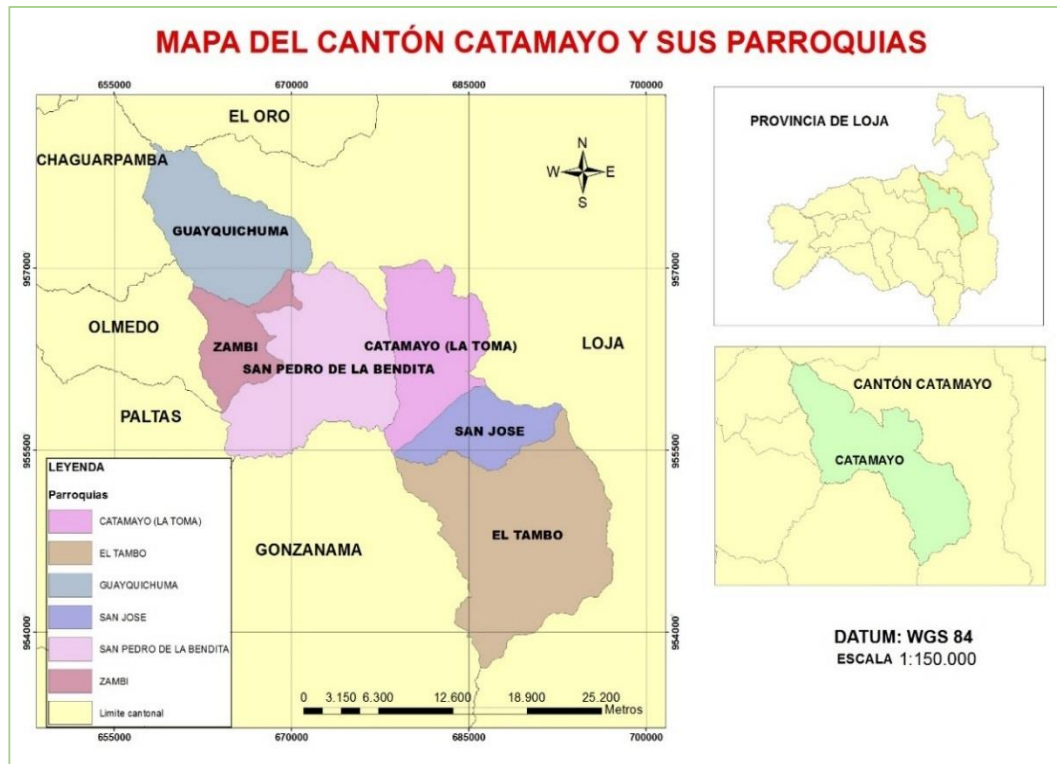 MAPA DEL CANTÓN CATAMAYO Y SUS PARROQUIAS
655000 670000 685000 700000
EL ORO
CHAGUARPAMBA
N
W E
S
GUAYQUICHUMA
957000
957000
OLMEDO
ZAMBI
CATAMAYO (LA TOMA)
LOJA
SAN PEDRO DE LA BENDITA
PALTAS
SAN JOSE
955500
955500
GONZANAMA
EL TAMBO
954000
954000
LEYENDA
Parroquias
CATAMAYO (LA TOMA)
EL TAMBO
GUAYQUICHUMA
SAN JOSE
SAN PEDRO DE LA BENDITA
ZAMBI
Limite cantonal
0 3.150 6.300 12.600 18.900 25.200
Metros
655000 670000 685000 700000
PROVINCIA DE LOJA
CANTÓN CATAMAYO
CATAMAYO
DATUM: WGS 84
ESCALA 1:150.000